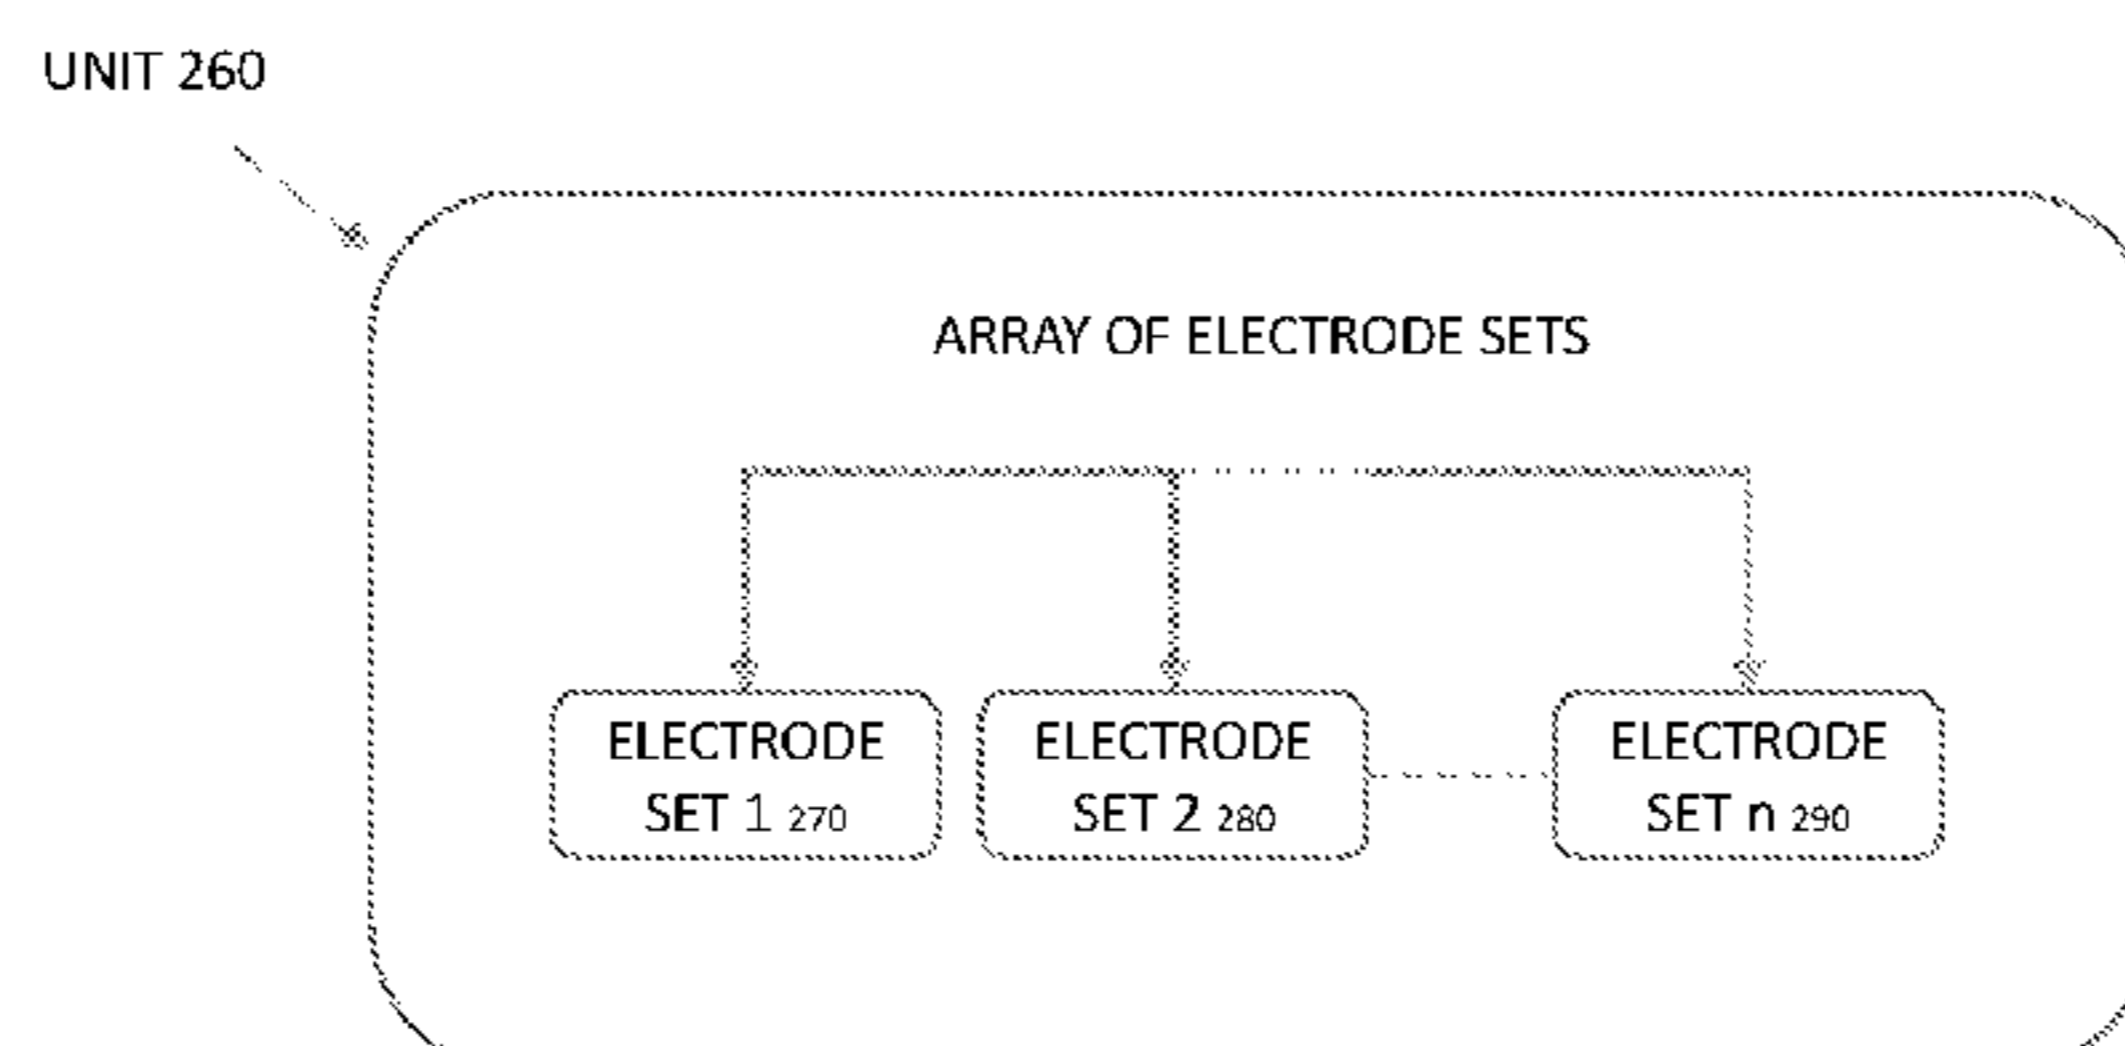 UNIT 260
ARRAY OF ELECTRODE SETS
ELECTRODE
SET 1 270
ELECTRODE
SET 2 280
ELECTRODE
SET n 290